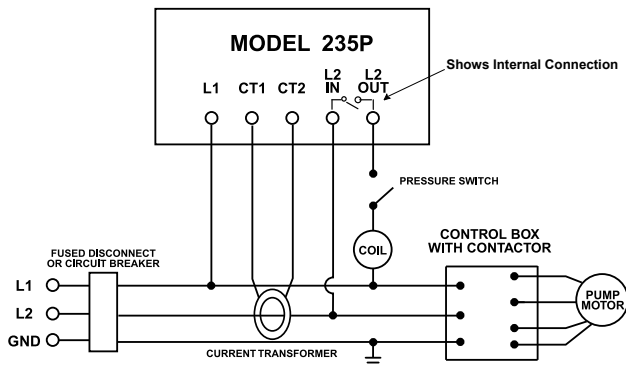 MODEL 235P
L1 CT1 CT2 L2 IN L2 OUT
Shows Internal Connection
PRESSURE SWITCH
COIL
CONTROL BOX
WITH CONTACTOR
FUSED DISCONNECT
OR CIRCUIT BREAKER
L1
L2
GND
PUMP
MOTOR
CURRENT TRANSFORMER